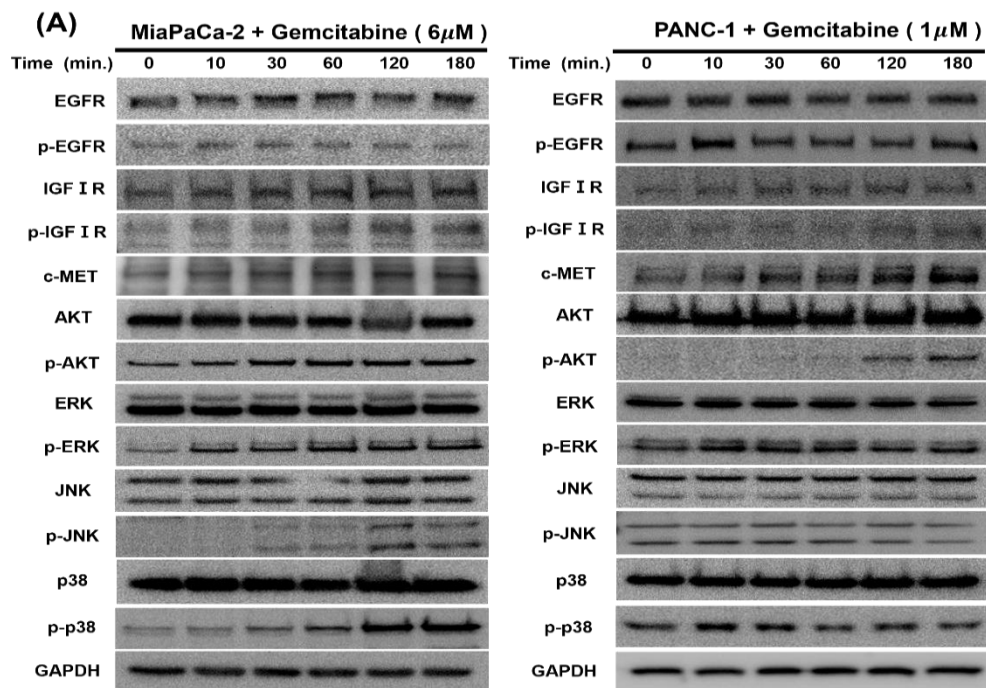 (A)
MiaPaCa-2 + Gemcitabine ( 6μM )
Time (min.) 0 10 30 60 120 180
EGFR
p-EGFR
IGF I R
p-IGF I R
c-MET
AKT
p-AKT
ERK
p-ERK
JNK
p-JNK
p38
p-p38
GAPDH
PANC-1 + Gemcitabine ( 1μM )
Time (min.) 0 10 30 60 120 180
EGFR
p-EGFR
IGF I R
p-IGF I R
c-MET
AKT
p-AKT
ERK
p-ERK
JNK
p-JNK
p38
p-p38
GAPDH